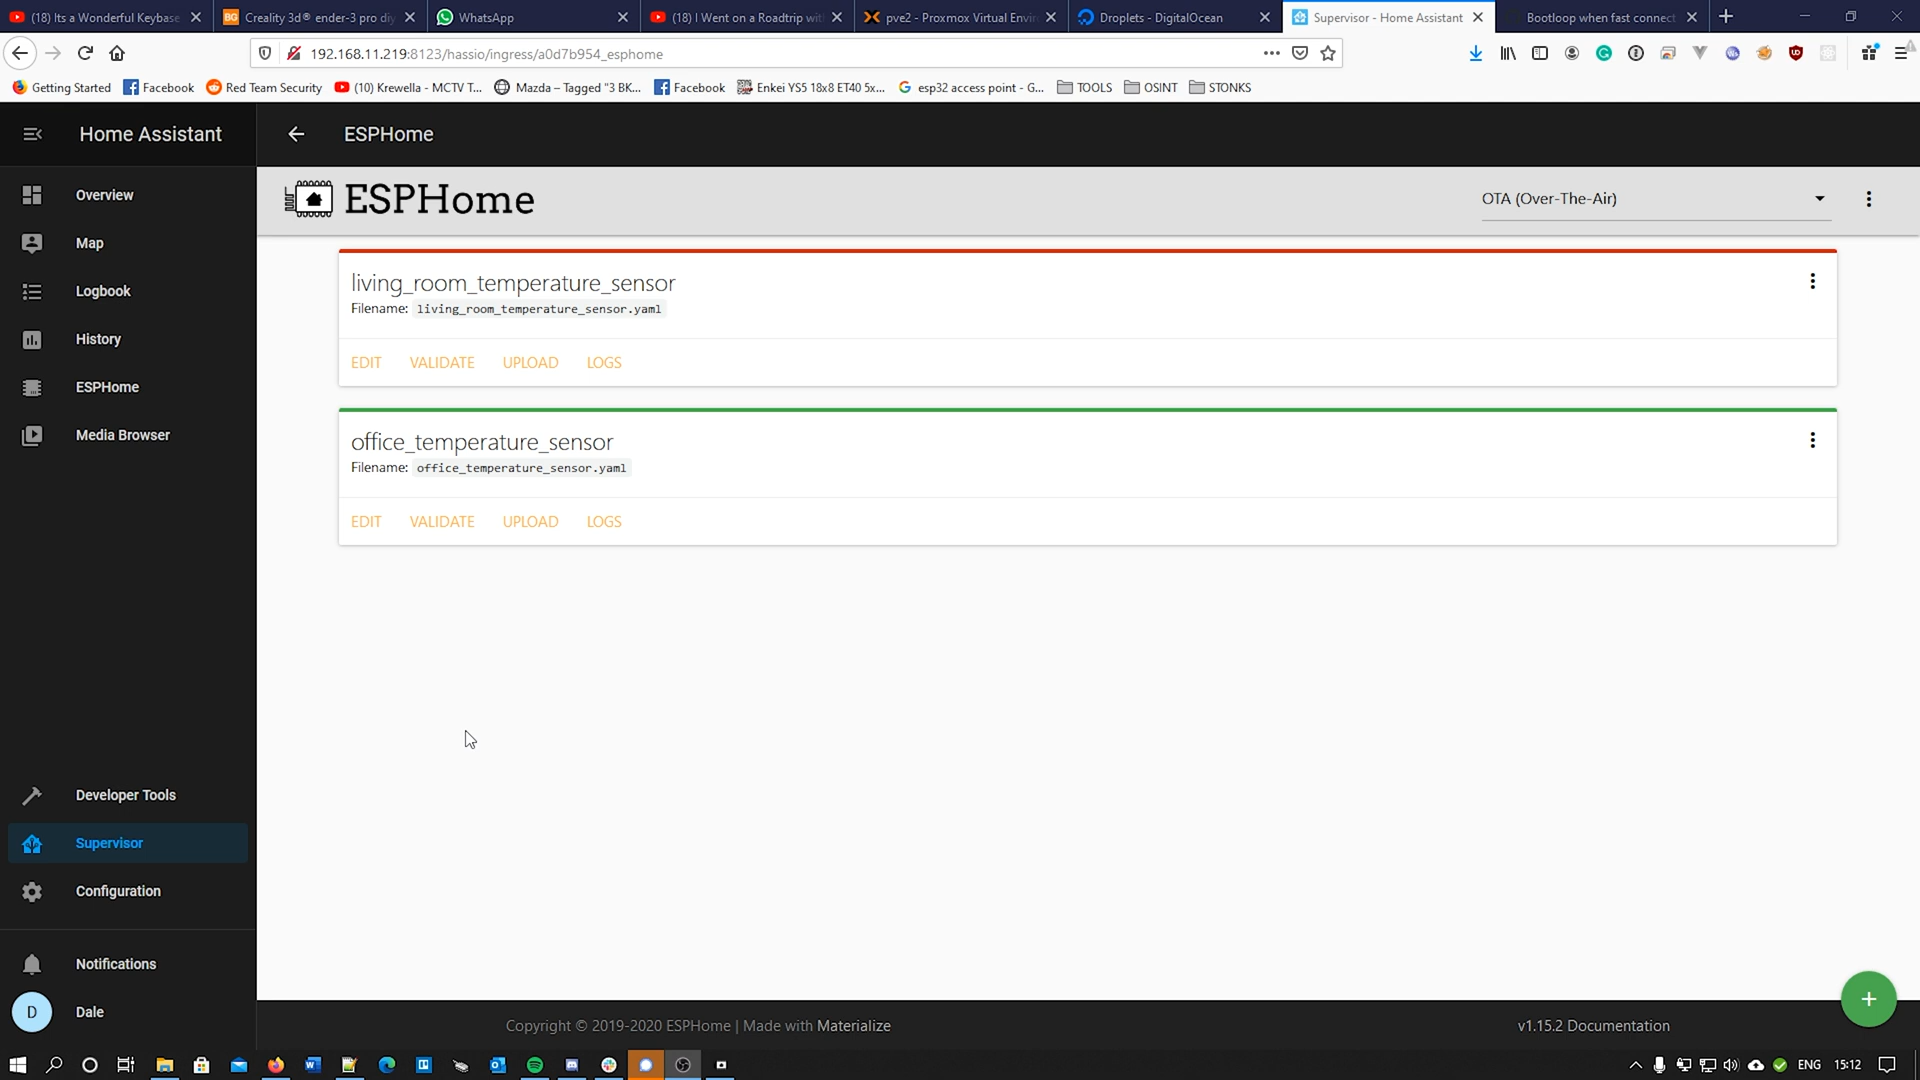 (18) Its a Wonderful Keybase
Creality 3d® ender-3 pro diy
WhatsApp
(18) I Went on a Roadtrip with
pve2 - Proxmox Virtual Envir
Droplets - DigitalOcean
Supervisor - Home Assistant
Bootloop when fast connect
192.168.11.219:8123/hassio/ingress/a0d7b954_esphome
Getting Started
Facebook
Red Team Security
(10) Krewella - MCTV T...
Mazda – Tagged "3 BK...
Facebook
Enkei YS5 18x8 ET40 5x...
esp32 access point - G...
TOOLS
OSINT
STONKS
Home Assistant
ESPHome
Overview
Map
Logbook
History
ESPHome
Media Browser
Developer Tools
Supervisor
Configuration
Notifications
D
Dale
ESPHome
OTA (Over-The-Air)
living_room_temperature_sensor
Filename: living_room_temperature_sensor.yaml
EDIT VALIDATE UPLOAD LOGS
office_temperature_sensor
Filename: office_temperature_sensor.yaml
EDIT VALIDATE UPLOAD LOGS
Copyright © 2019-2020 ESPHome | Made with Materialize
v1.15.2 Documentation
ENG
15:12